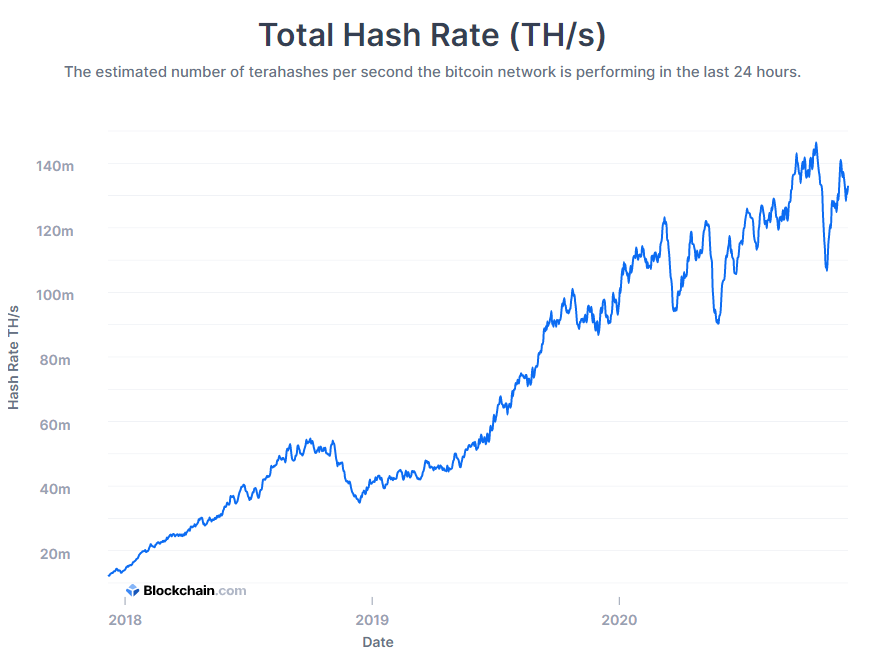 Total Hash Rate (TH/s)
The estimated number of terahashes per second the bitcoin network is performing in the last 24 hours.
Hash Rate TH/s
140m
120m
100m
80m
60m
40m
20m
Blockchain.com
2018 2019 2020
Date